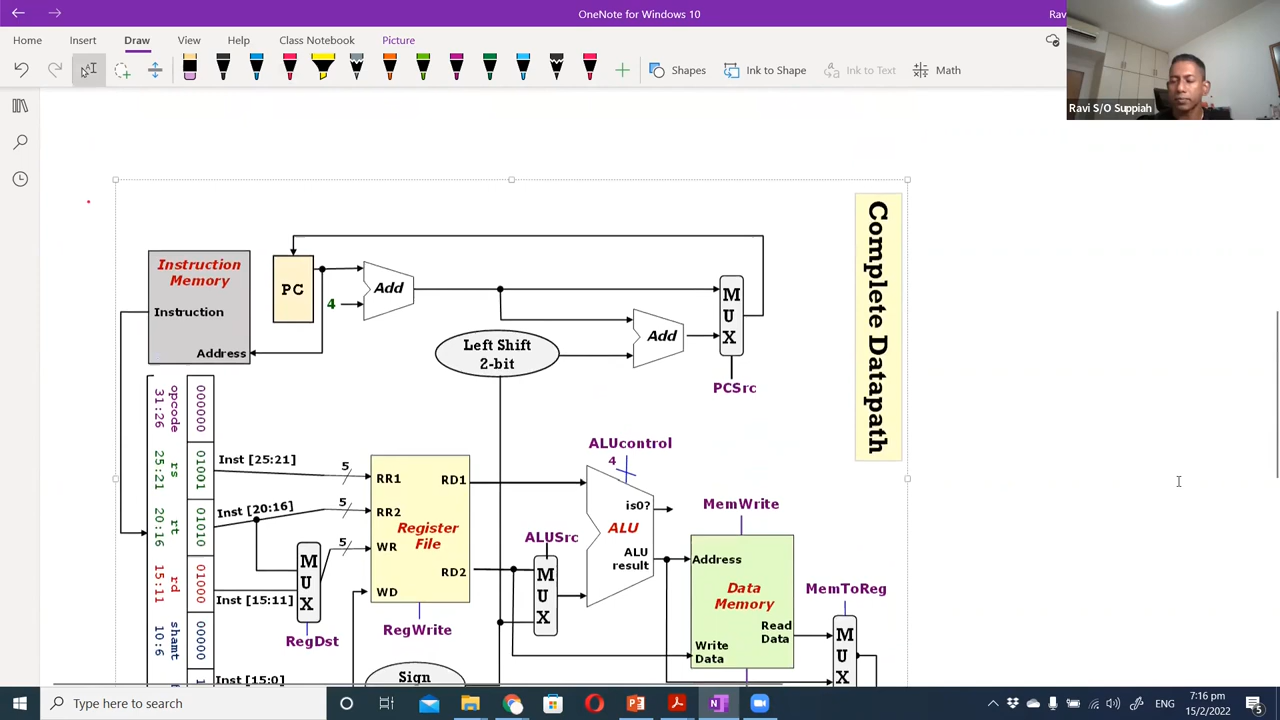 OneNote for Windows 10
Rav
Home
Insert
Draw
View
Help
Class Notebook
Picture
Shapes
Ink to Shape
Ink to Text
Math
Ravi S/O Suppiah
Complete Datapath
Instruction
Memory
Instruction
Address
PC
4
Add
Left Shift
2-bit
Add
M
U
X
PCSrc
opcode
31:26
000000
rs
25:21
01001
rt
20:16
01010
rd
15:11
01000
shamt
10:6
00000
Inst [25:21]
Inst [20:16]
Inst [15:11]
Inst [15:0]
5
5
5
M
U
X
RegDst
RR1
RR2
WR
WD
RD1
RD2
Register
File
RegWrite
Sign
ALUSrc
M
U
X
ALUcontrol
4
is0?
ALU
ALU
result
MemWrite
Address
Data
Memory
Read
Data
Write
Data
MemToReg
M
U
X
Type here to search
ENG
7:16 pm
15/2/2022
5